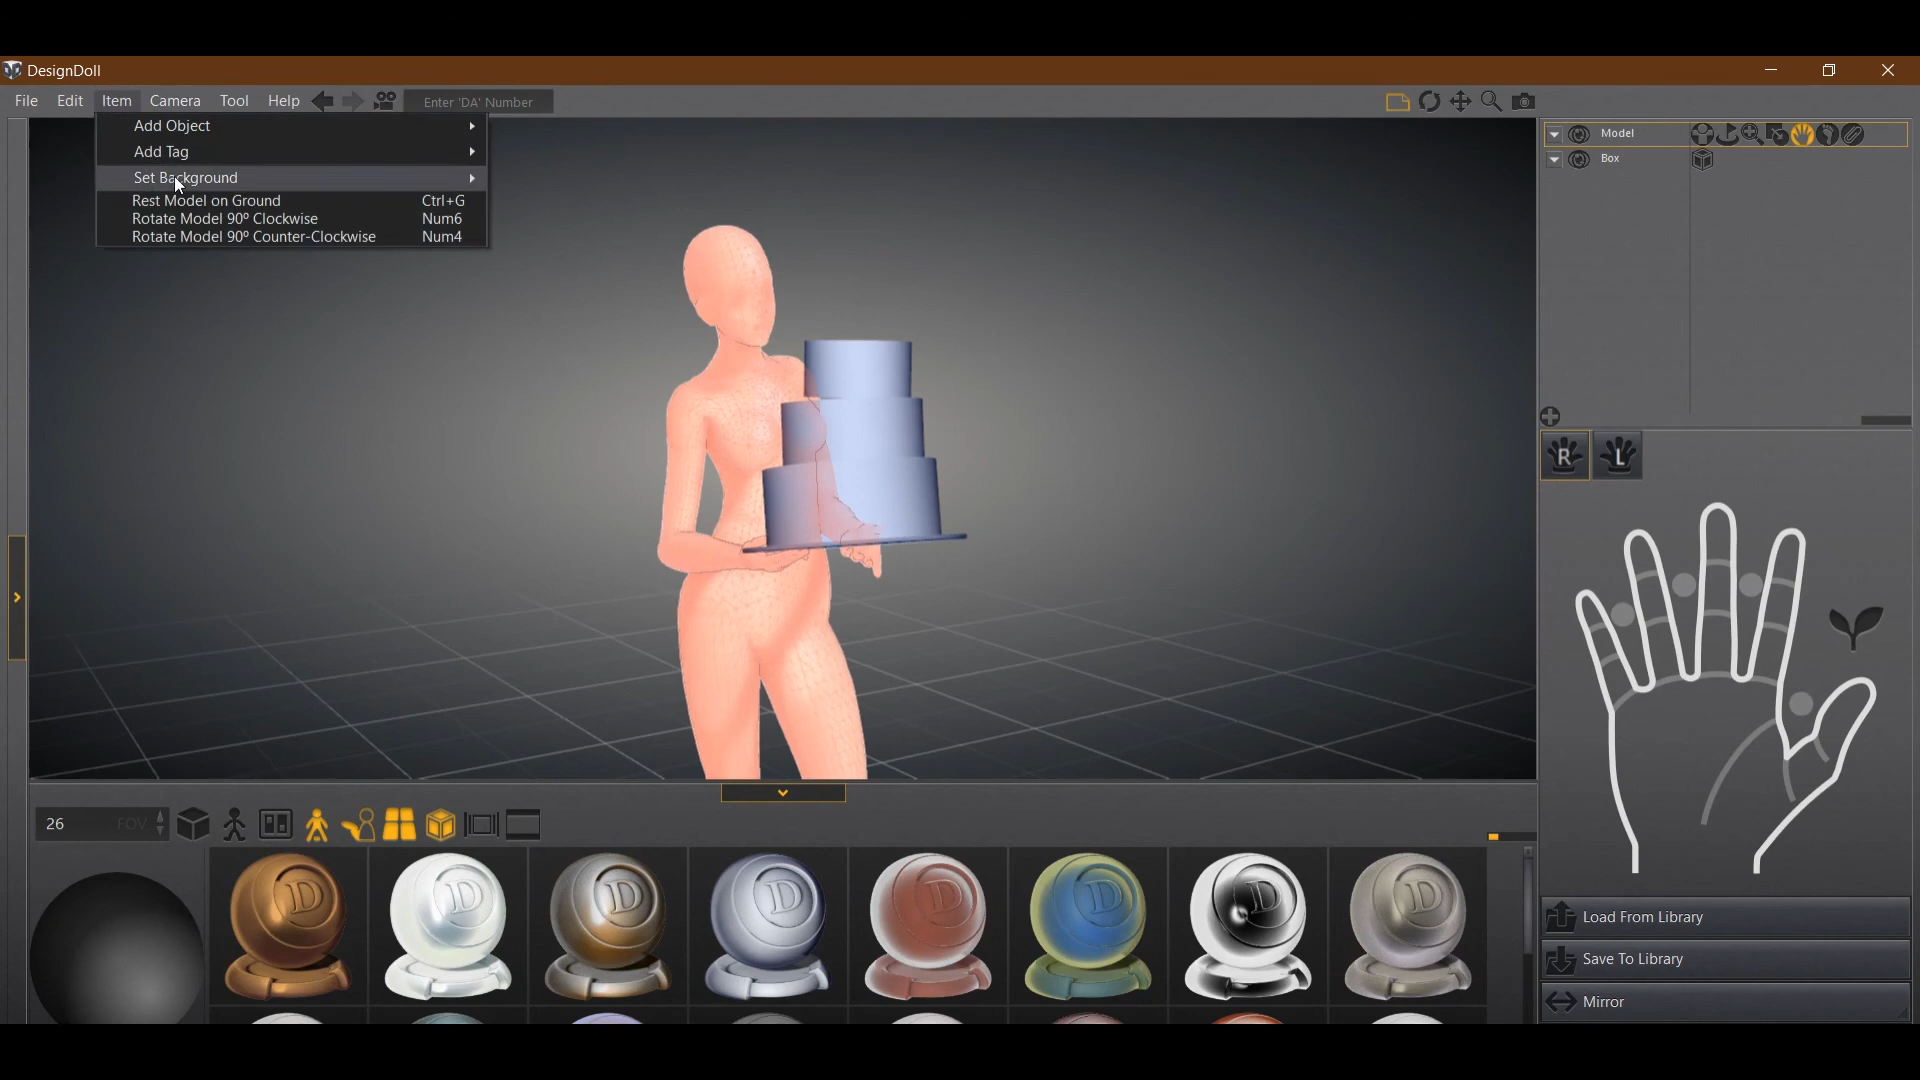 DesignDoll
File Edit Item Camera Tool Help Enter 'DA' Number
Add Object
Add Tag
Set Background
Rest Model on Ground Ctrl+G
Rotate Model 90º Clockwise Num6
Rotate Model 90º Counter-Clockwise Num4
Model
Box
R L
26 FOV
D D D D D D D D
Load From Library
Save To Library
Mirror